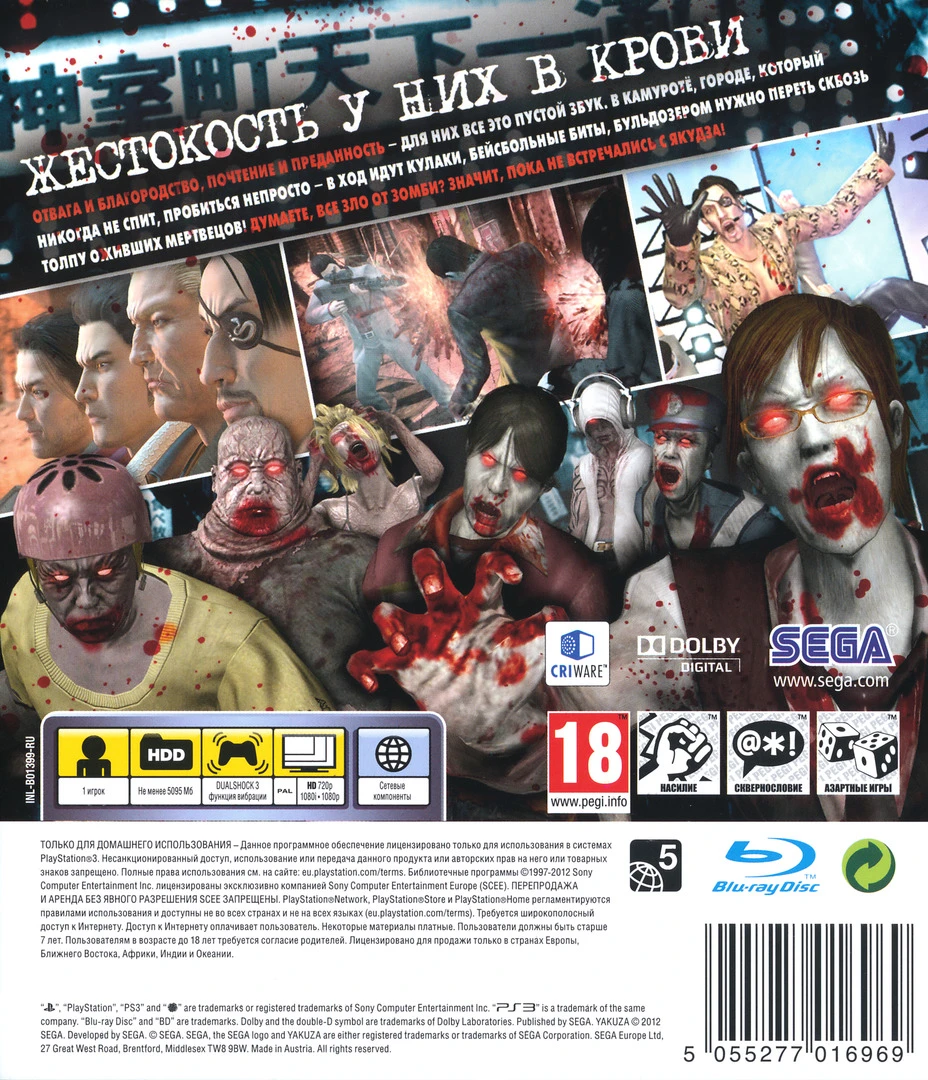 神室町天下一
ЖЕСТОКОСТЬ У НИХ В КРОВИ
ОТВАГА И БЛАГОРОДСТВО, ПОЧТЕНИЕ И ПРЕДАННОСТЬ – ДЛЯ НИХ ВСЕ ЭТО ПУСТОЙ ЗВУК. В КАМУРОТЁ, ГОРОДЕ, КОТОРЫЙ
НИКОГДА НЕ СПИТ, ПРОБИТЬСЯ НЕПРОСТО – В ХОД ИДУТ КУЛАКИ, БЕЙСБОЛЬНЫЕ БИТЫ, БУЛЬДОЗЕРОМ НУЖНО ПЕРЕТЬ СКВОЗЬ
ТОЛПУ ОЖИВШИХ МЕРТВЕЦОВ! ДУМАЕТЕ, ВСЕ ЗЛО ОТ ЗОМБИ? ЗНАЧИТ, ПОКА НЕ ВСТРЕЧАЛИСЬ С ЯКУДЗА!
CRIWARE™
DOLBY
DIGITAL
SEGA®
www.sega.com
INL-B01399-RU
1 игрок
HDD
Не менее 5095 Мб
DUALSHOCK 3
функция вибрации
PAL
HD 720p
1080i•1080p
Сетевые
компоненты
18
www.pegi.info
НАСИЛИЕ
@*!
СКВЕРНОСЛОВИЕ
АЗАРТНЫЕ ИГРЫ
ТОЛЬКО ДЛЯ ДОМАШНЕГО ИСПОЛЬЗОВАНИЯ – Данное программное обеспечение лицензировано только для использования в системах
PlayStation®3. Несанкционированный доступ, использование или передача данного продукта или авторских прав на него или товарных
знаков запрещено. Полные права использования см. на сайте: eu.playstation.com/terms. Библиотечные программы ©1997-2012 Sony
Computer Entertainment Inc. лицензированы эксклюзивно компанией Sony Computer Entertainment Europe (SCEE). ПЕРЕПРОДАЖА
И АРЕНДА БЕЗ ЯВНОГО РАЗРЕШЕНИЯ SCEE ЗАПРЕЩЕНЫ. PlayStation®Network, PlayStation®Store и PlayStation®Home регламентируются
правилами использования и доступны не во всех странах и не на всех языках (eu.playstation.com/terms). Требуется широкополосный
доступ к Интернету. Доступ к Интернету оплачивает пользователь. Некоторые материалы платные. Пользователи должны быть старше
7 лет. Пользователям в возрасте до 18 лет требуется согласие родителей. Лицензировано для продажи только в странах Европы,
Ближнего Востока, Африки, Индии и Океании.
5
Blu-ray Disc™
“ ”, “PlayStation”, “PS3” and “ ” are trademarks or registered trademarks of Sony Computer Entertainment Inc. “PS3” is a trademark of the same
company. “Blu-ray Disc” and “BD” are trademarks. Dolby and the double-D symbol are trademarks of Dolby Laboratories. Published by SEGA. YAKUZA © 2012
SEGA. Developed by SEGA. © SEGA. SEGA, the SEGA logo and YAKUZA are either registered trademarks or trademarks of SEGA Corporation. SEGA Europe Ltd,
27 Great West Road, Brentford, Middlesex TW8 9BW. Made in Austria. All rights reserved.
5 055277 016969